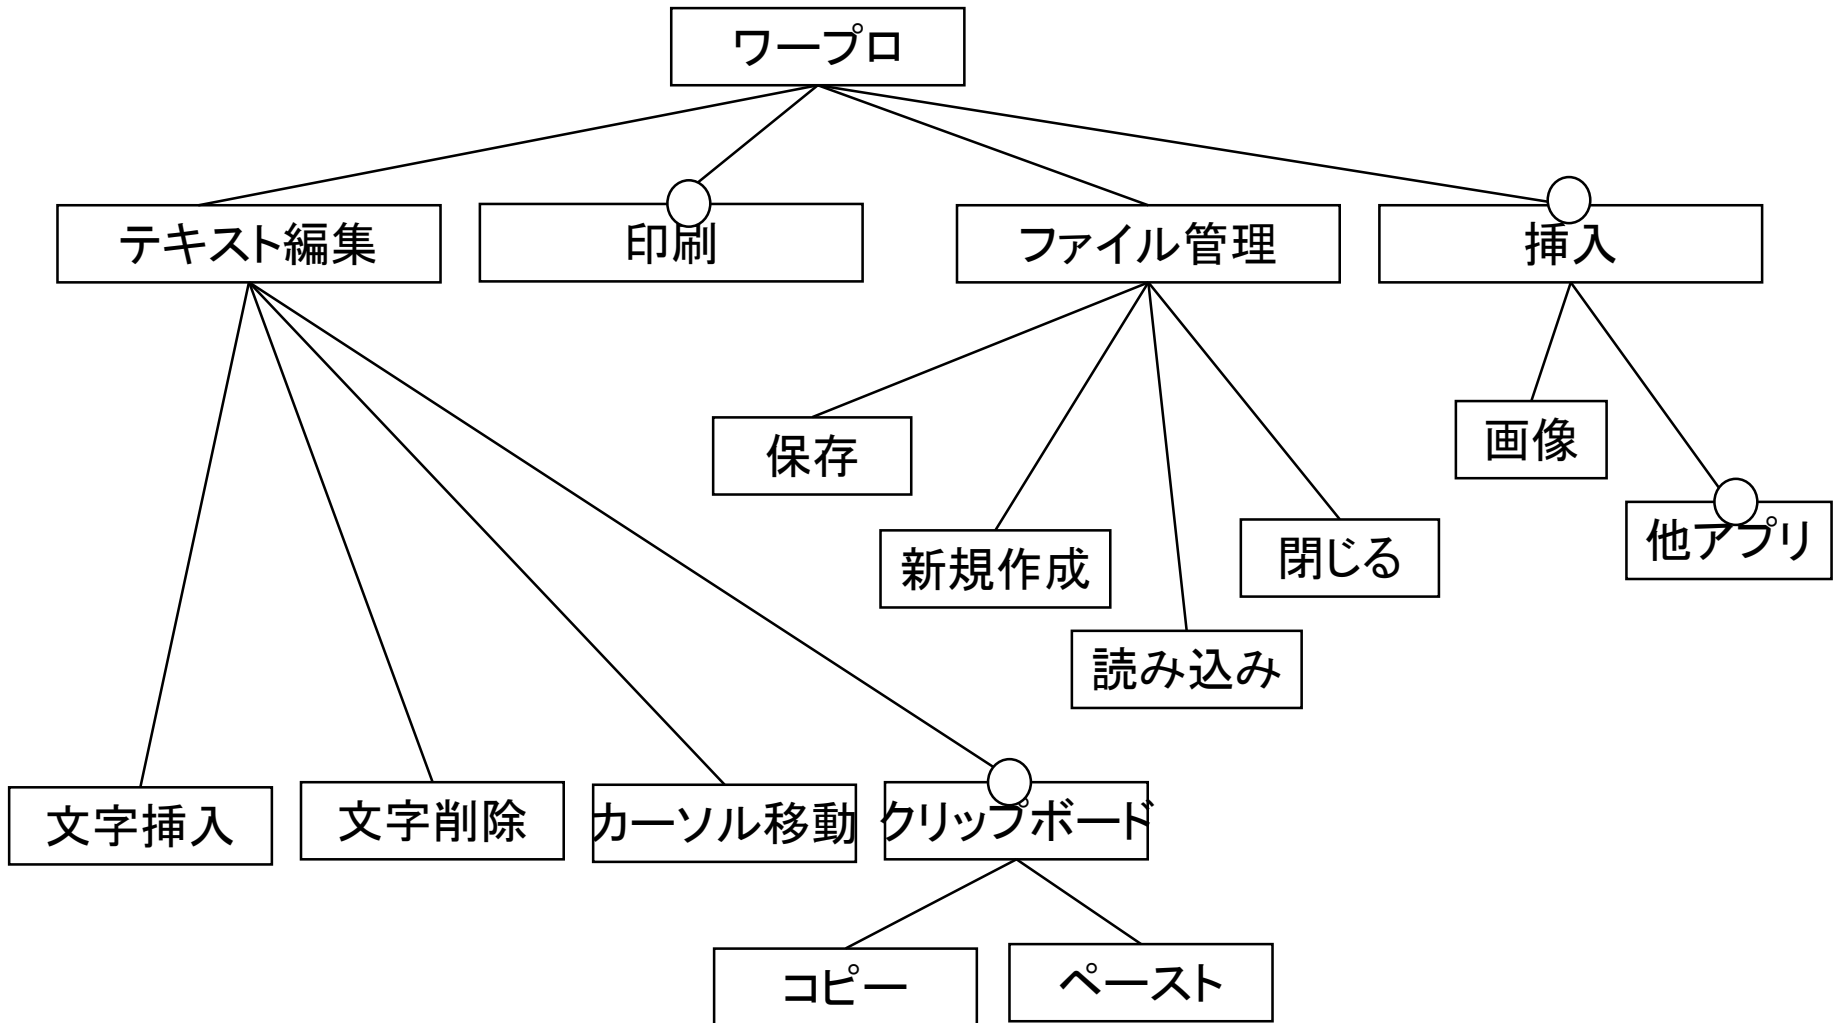 ワープロ
テキスト編集
印刷
ファイル管理
挿入
保存
画像
新規作成
閉じる
他アプリ
読み込み
文字挿入
文字削除
カーソル移動
クリップボード
コピー
ペースト